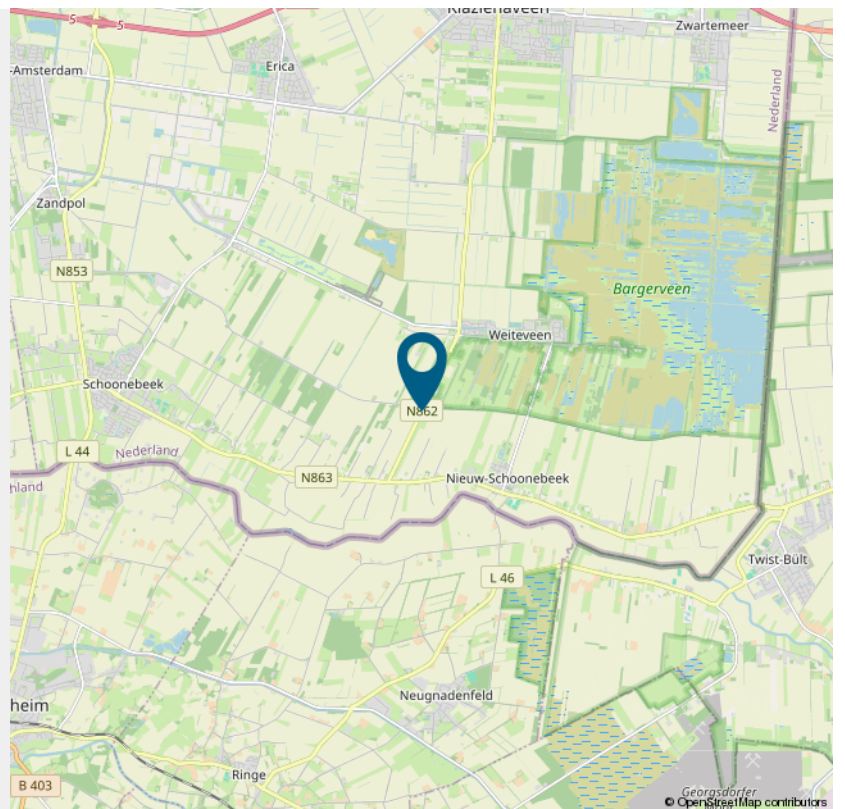 Klazienaveen
5
5
Zwartemeer
Erica
-Amsterdam
Nederland
Zandpol
N853
Bargerveen
Weiteveen
Schoonebeek
N862
L 44
Nederland
hland
N863
Nieuw-Schoonebeek
Twist-Bült
L 46
Neugnadenfeld
heim
Ringe
B 403
Georgsdorfer
© OpenStreetMap contributors